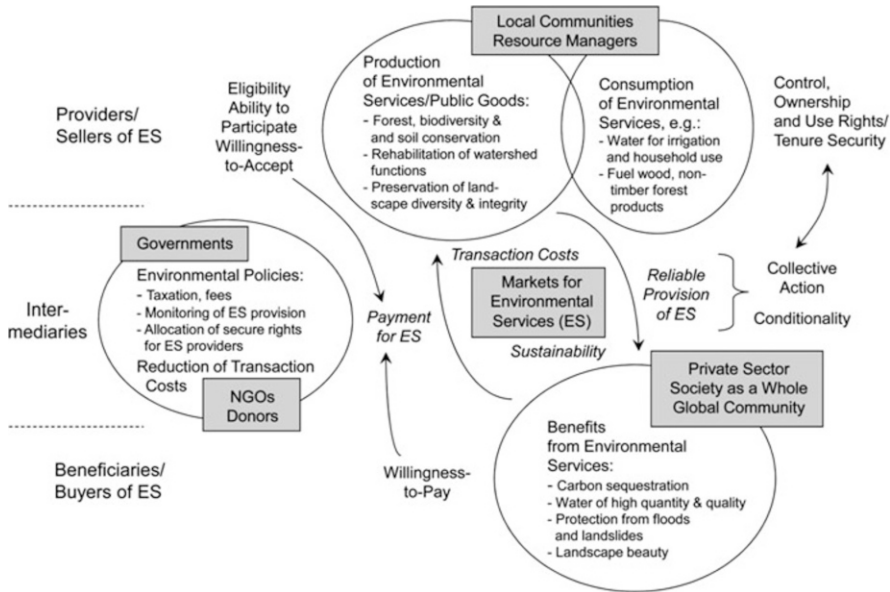 Local Communities
Resource Managers
Providers/
Sellers of ES
Eligibility
Ability to
Participate
Willingness-
to-Accept
Production
of Environmental
Services/Public Goods:
- Forest, biodiversity &
and soil conservation
- Rehabilitation of watershed
functions
- Preservation of land-
scape diversity & integrity
Consumption
of Environmental
Services, e.g.:
- Water for irrigation
and household use
- Fuel wood, non-
timber forest
products
Control,
Ownership
and Use Rights/
Tenure Security
Inter-
mediaries
Governments
Environmental Policies:
- Taxation, fees
- Monitoring of ES provision
- Allocation of secure rights
for ES providers
Reduction of Transaction
Costs
NGOs
Donors
Payment
for ES
Transaction Costs
Markets for
Environmental
Services (ES)
Sustainability
Reliable
Provision
of ES
Collective
Action
Conditionality
Beneficiaries/
Buyers of ES
Willingness-
to-Pay
Private Sector
Society as a Whole
Global Community
Benefits
from Environmental
Services:
- Carbon sequestration
- Water of high quantity & quality
- Protection from floods
and landslides
- Landscape beauty